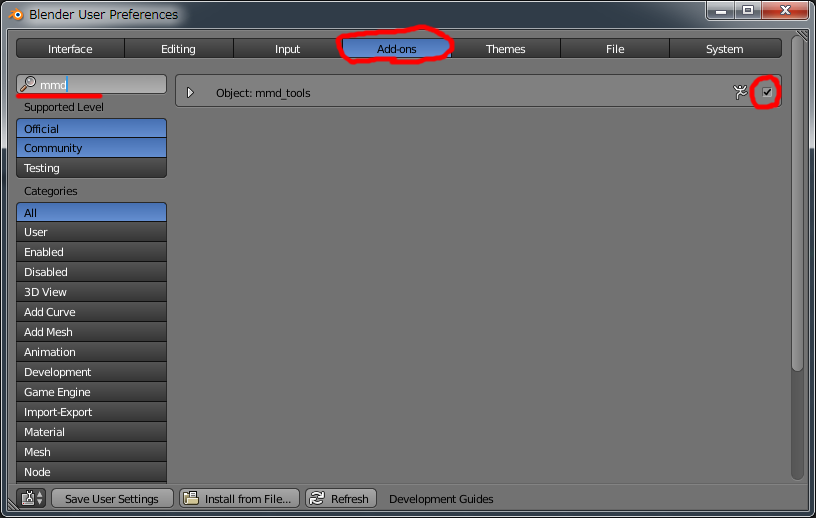 Blender User Preferences
Interface
Editing
Input
Add-ons
Themes
File
System
mmd
Supported Level
Official
Community
Testing
Categories
All
User
Enabled
Disabled
3D View
Add Curve
Add Mesh
Animation
Development
Game Engine
Import-Export
Material
Mesh
Node
Object: mmd_tools
Save User Settings
Install from File...
Refresh
Development Guides